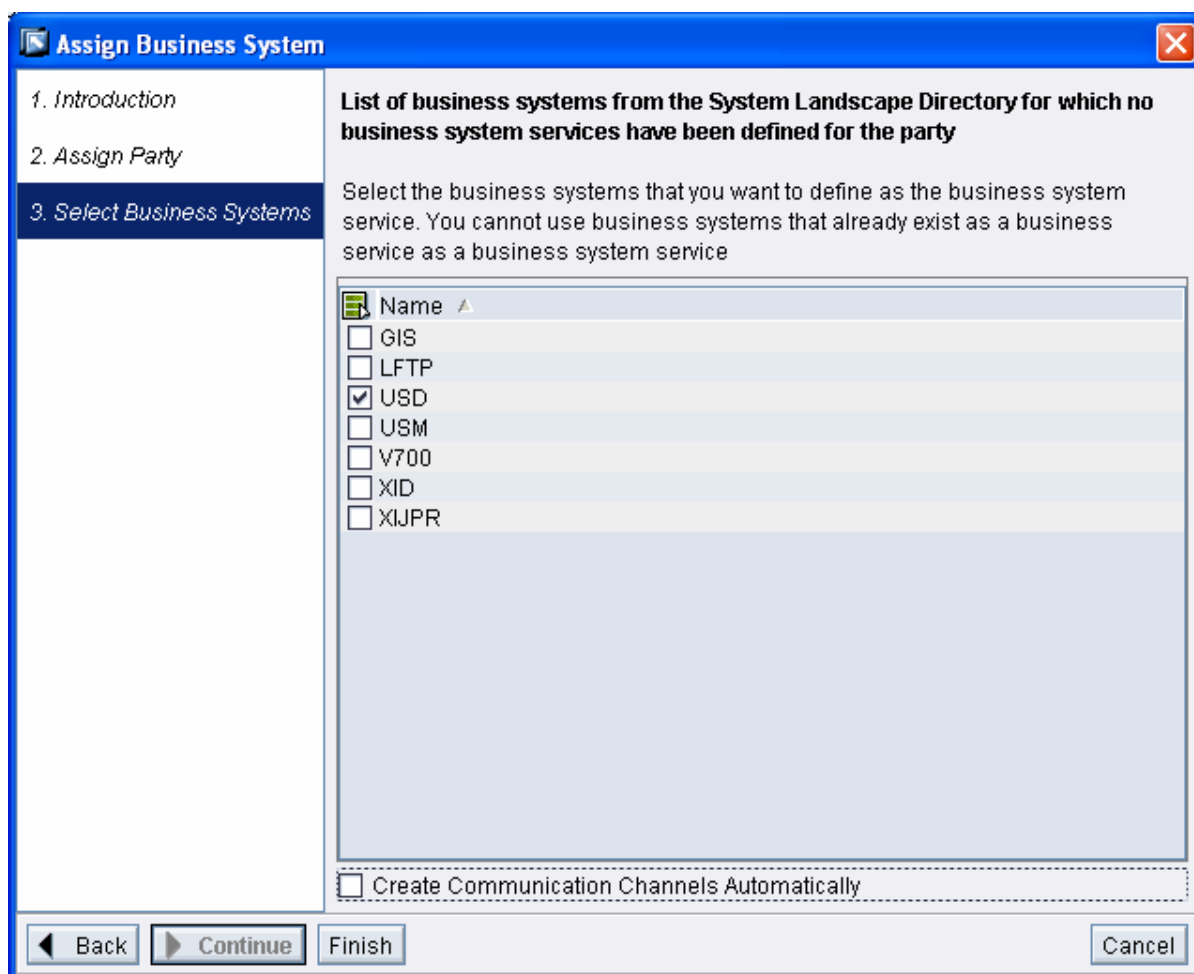 Assign Business System
1. Introduction
2. Assign Party
3. Select Business Systems
List of business systems from the System Landscape Directory for which no
business system services have been defined for the party
Select the business systems that you want to define as the business system
service. You cannot use business systems that already exist as a business
service as a business system service
Name
GIS
LFTP
USD
USM
V700
XID
XIJPR
Create Communication Channels Automatically
Back
Continue
Finish
Cancel